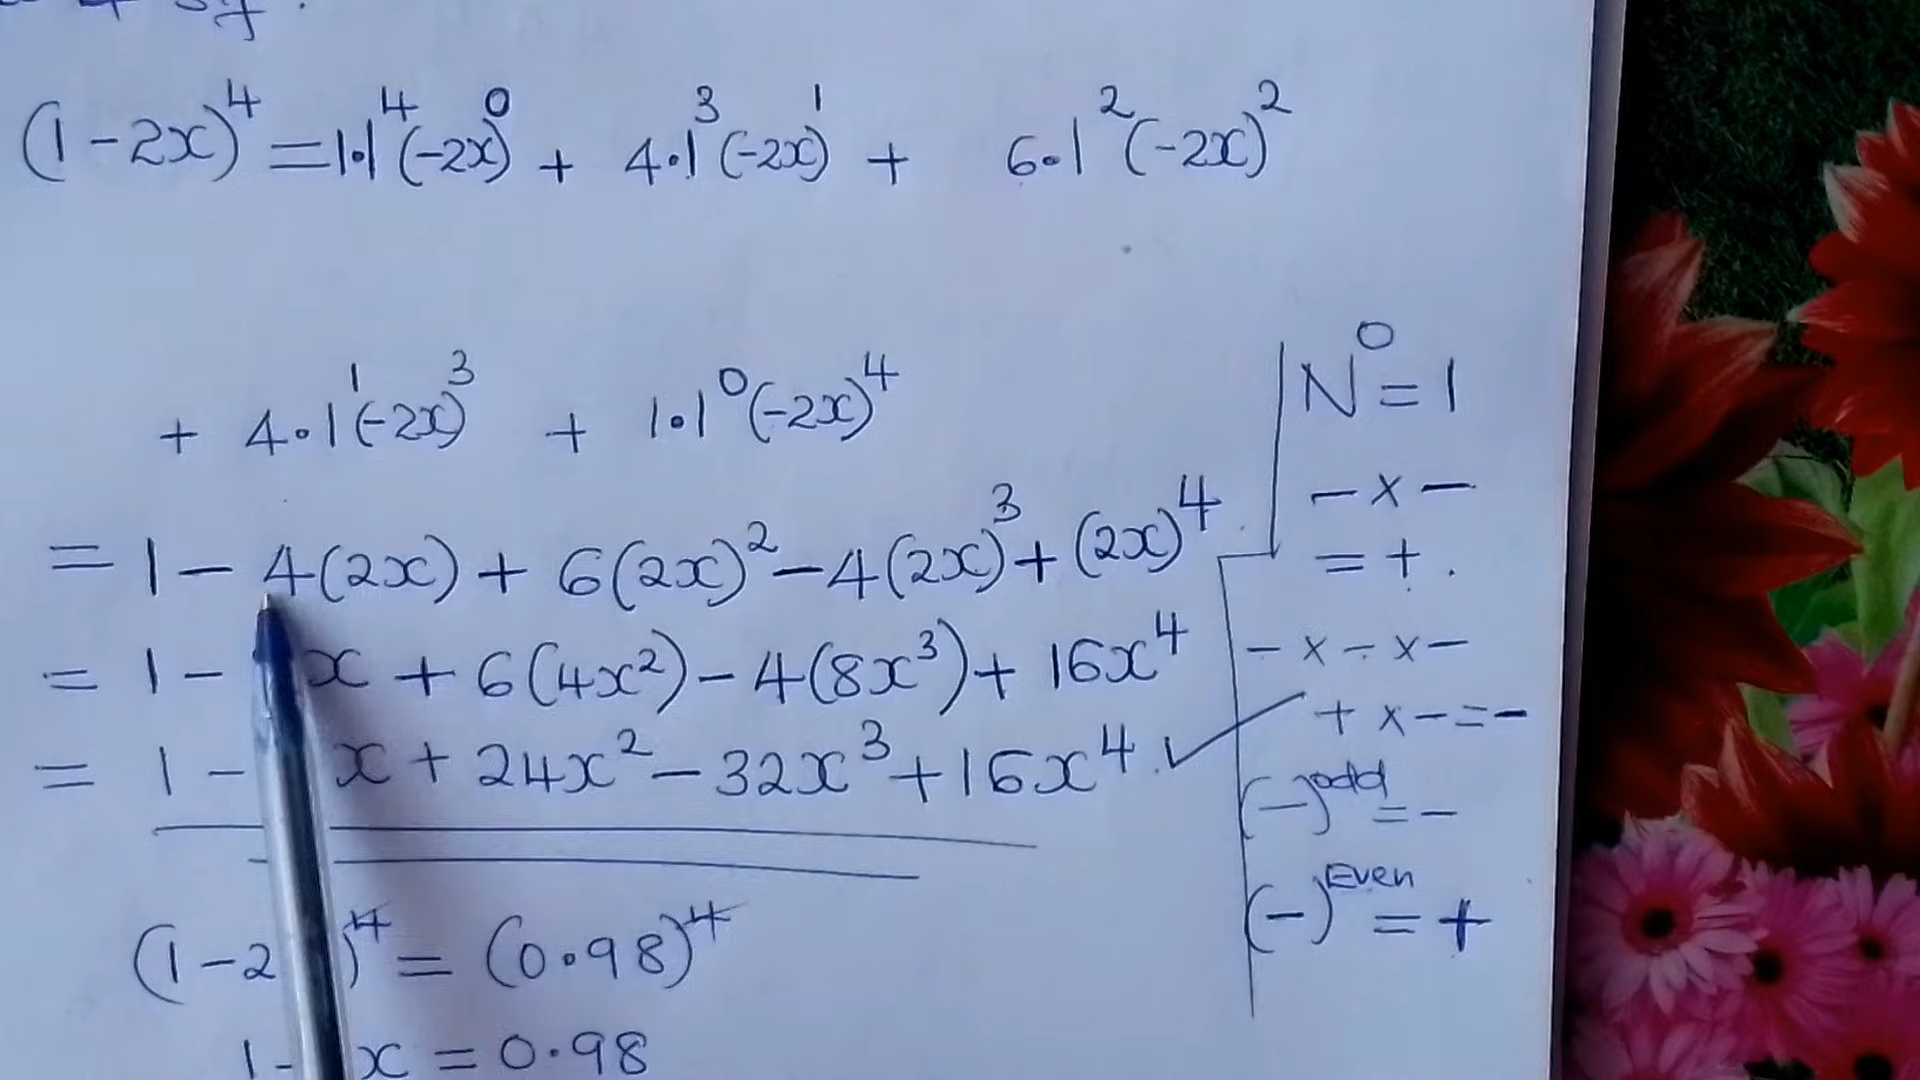 (1-2x)⁴ = 1.1⁴(-2x)⁰ + 4.1³(-2x)¹ + 6.1²(-2x)²
+ 4.1¹(-2x)³ + 1.1⁰(-2x)⁴
= 1 - 4(2x) + 6(2x)² - 4(2x)³ + (2x)⁴.
= 1 - x + 6(4x²) - 4(8x³) + 16x⁴
= 1 - x + 24x² - 32x³ + 16x⁴. ✓
(1-2 )⁴ = (0.98)⁴
1- x = 0.98
N⁰ = 1
- x -
= + .
- x - x -
+ x - = -
(-)ᵒᵈᵈ = -
(-)ᴱᵛᵉⁿ = +